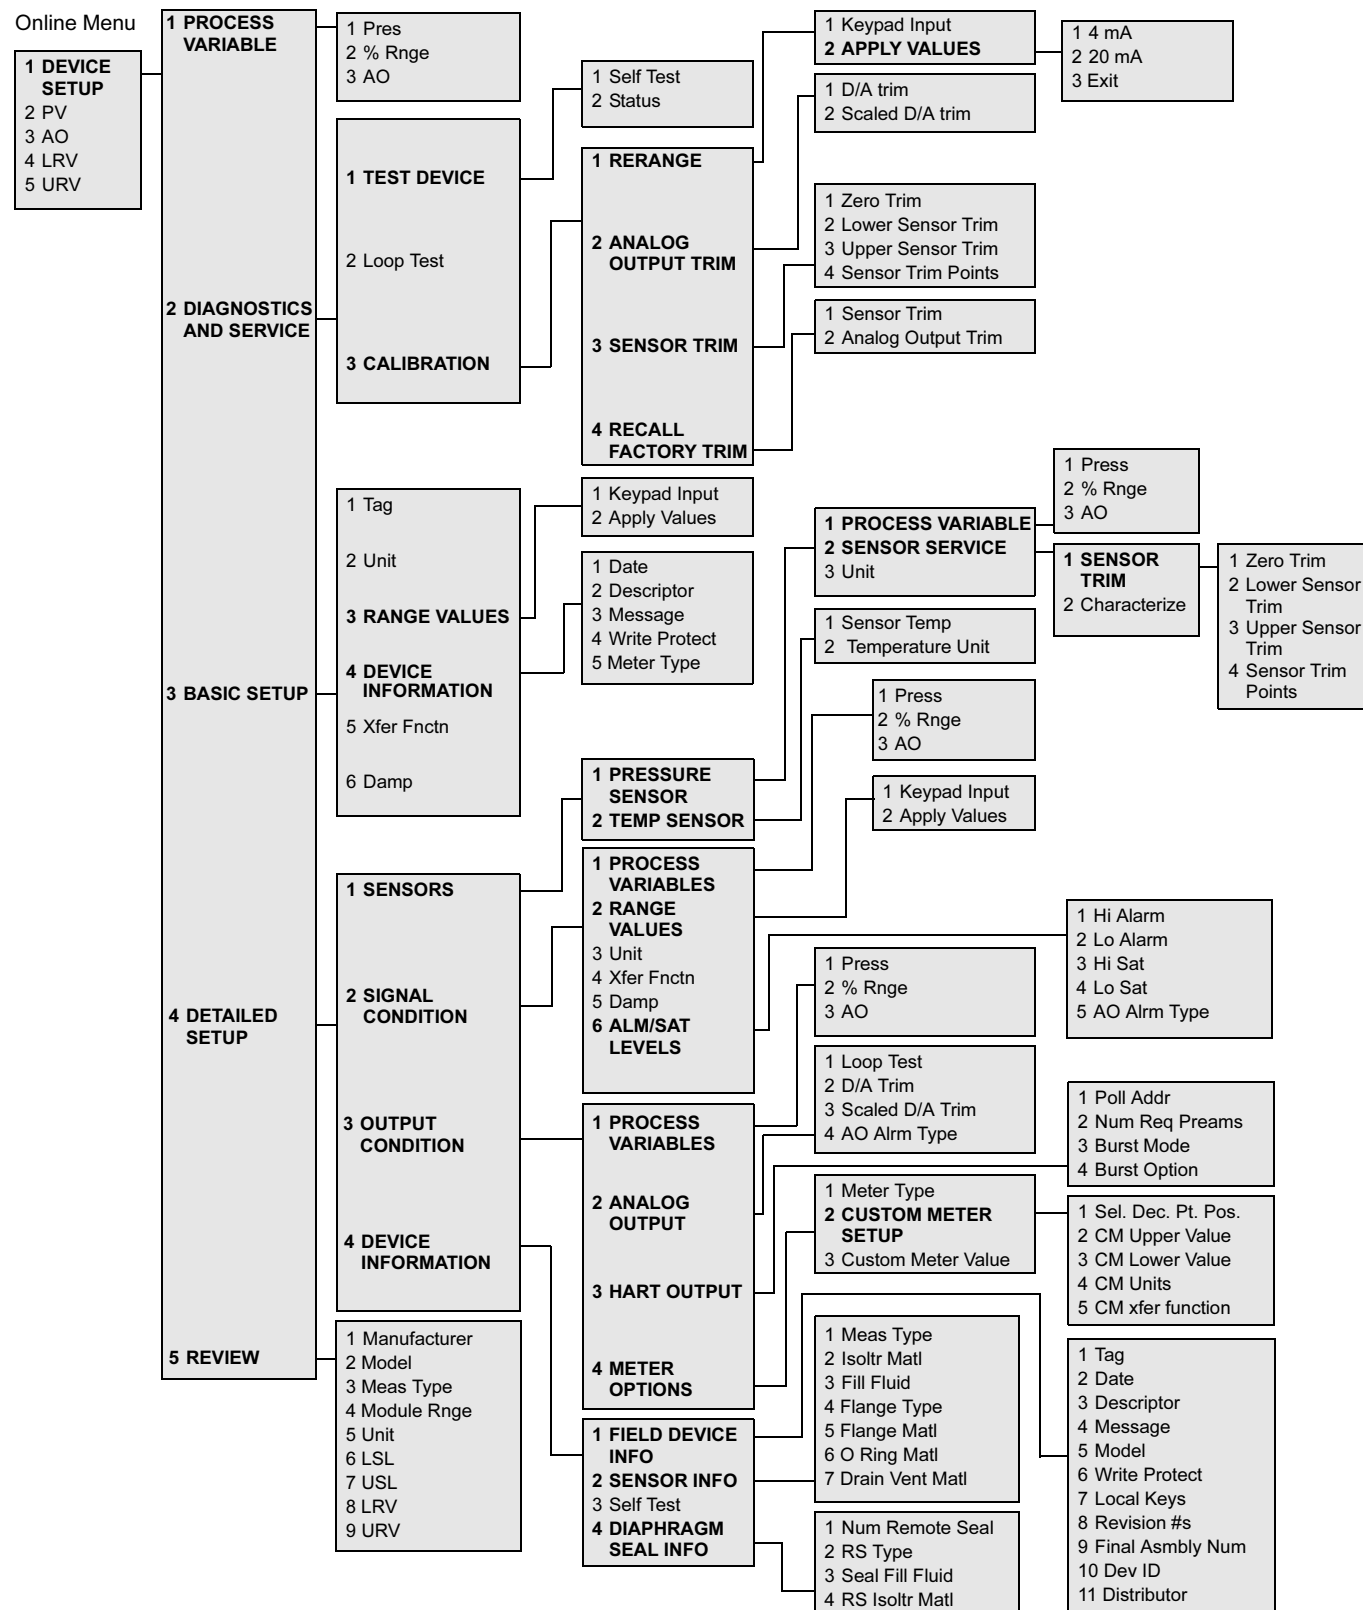 Online Menu
1 DEVICE
SETUP
2 PV
3 AO
4 LRV
5 URV
1 PROCESS
VARIABLE
2 DIAGNOSTICS
AND SERVICE
3 BASIC SETUP
4 DETAILED
SETUP
5 REVIEW
1 Pres
2 % Rnge
3 AO
1 TEST DEVICE
2 Loop Test
3 CALIBRATION
1 Self Test
2 Status
1 RERANGE
2 ANALOG
OUTPUT TRIM
3 SENSOR TRIM
4 RECALL
FACTORY TRIM
1 Keypad Input
2 APPLY VALUES
1 4 mA
2 20 mA
3 Exit
1 D/A trim
2 Scaled D/A trim
1 Zero Trim
2 Lower Sensor Trim
3 Upper Sensor Trim
4 Sensor Trim Points
1 Sensor Trim
2 Analog Output Trim
1 Tag
2 Unit
3 RANGE VALUES
4 DEVICE
INFORMATION
5 Xfer Fnctn
6 Damp
1 Keypad Input
2 Apply Values
1 Date
2 Descriptor
3 Message
4 Write Protect
5 Meter Type
1 SENSORS
2 SIGNAL
CONDITION
3 OUTPUT
CONDITION
4 DEVICE
INFORMATION
1 PRESSURE
SENSOR
2 TEMP SENSOR
1 PROCESS VARIABLE
2 SENSOR SERVICE
3 Unit
1 Press
2 % Rnge
3 AO
1 SENSOR
TRIM
2 Characterize
1 Zero Trim
2 Lower Sensor
Trim
3 Upper Sensor
Trim
4 Sensor Trim
Points
1 Sensor Temp
2 Temperature Unit
1 PROCESS
VARIABLES
2 RANGE
VALUES
3 Unit
4 Xfer Fnctn
5 Damp
6 ALM/SAT
LEVELS
1 Press
2 % Rnge
3 AO
1 Keypad Input
2 Apply Values
1 Hi Alarm
2 Lo Alarm
3 Hi Sat
4 Lo Sat
5 AO Alrm Type
1 PROCESS
VARIABLES
2 ANALOG
OUTPUT
3 HART OUTPUT
4 METER
OPTIONS
1 Press
2 % Rnge
3 AO
1 Loop Test
2 D/A Trim
3 Scaled D/A Trim
4 AO Alrm Type
1 Poll Addr
2 Num Req Preams
3 Burst Mode
4 Burst Option
1 Meter Type
2 CUSTOM METER
SETUP
3 Custom Meter Value
1 Sel. Dec. Pt. Pos.
2 CM Upper Value
3 CM Lower Value
4 CM Units
5 CM xfer function
1 FIELD DEVICE
INFO
2 SENSOR INFO
3 Self Test
4 DIAPHRAGM
SEAL INFO
1 Meas Type
2 Isoltr Matl
3 Fill Fluid
4 Flange Type
5 Flange Matl
6 O Ring Matl
7 Drain Vent Matl
1 Num Remote Seal
2 RS Type
3 Seal Fill Fluid
4 RS Isoltr Matl
1 Tag
2 Date
3 Descriptor
4 Message
5 Model
6 Write Protect
7 Local Keys
8 Revision #s
9 Final Asmbly Num
10 Dev ID
11 Distributor
1 Manufacturer
2 Model
3 Meas Type
4 Module Rnge
5 Unit
6 LSL
7 USL
8 LRV
9 URV